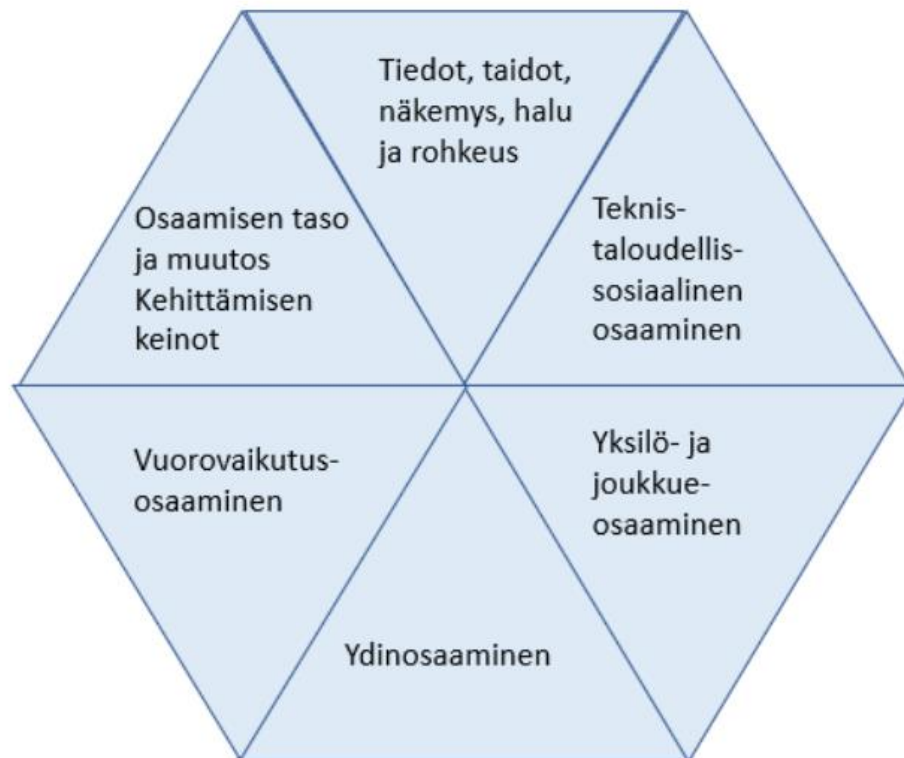 Tiedot, taidot,
näkemys, halu
ja rohkeus
Teknis-
taloudellis-
sosiaalinen
osaaminen
Yksilö- ja
joukkue-
osaaminen
Ydinosaaminen
Vuorovaikutus-
osaaminen
Osaamisen taso
ja muutos
Kehittämisen
keinot